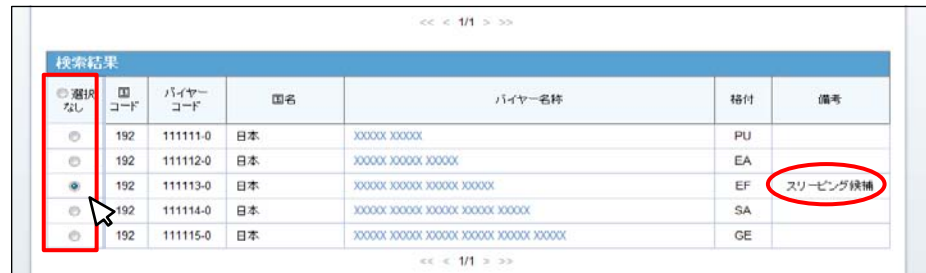 << < 1/1 > >>
検索結果
選択なし 国コード バイヤーコード 国名 バイヤー名称 格付 備考
192 111111-0 日本 XXXXX XXXXX PU
192 111112-0 日本 XXXXX XXXXX XXXXX EA
192 111113-0 日本 XXXXX XXXXX XXXXX XXXXX EF スリーピング候補
192 111114-0 日本 XXXXX XXXXX XXXXX XXXXX XXXXX SA
192 111115-0 日本 XXXXX XXXXX XXXXX XXXXX XXXXX XXXXX GE
<< < 1/1 > >>